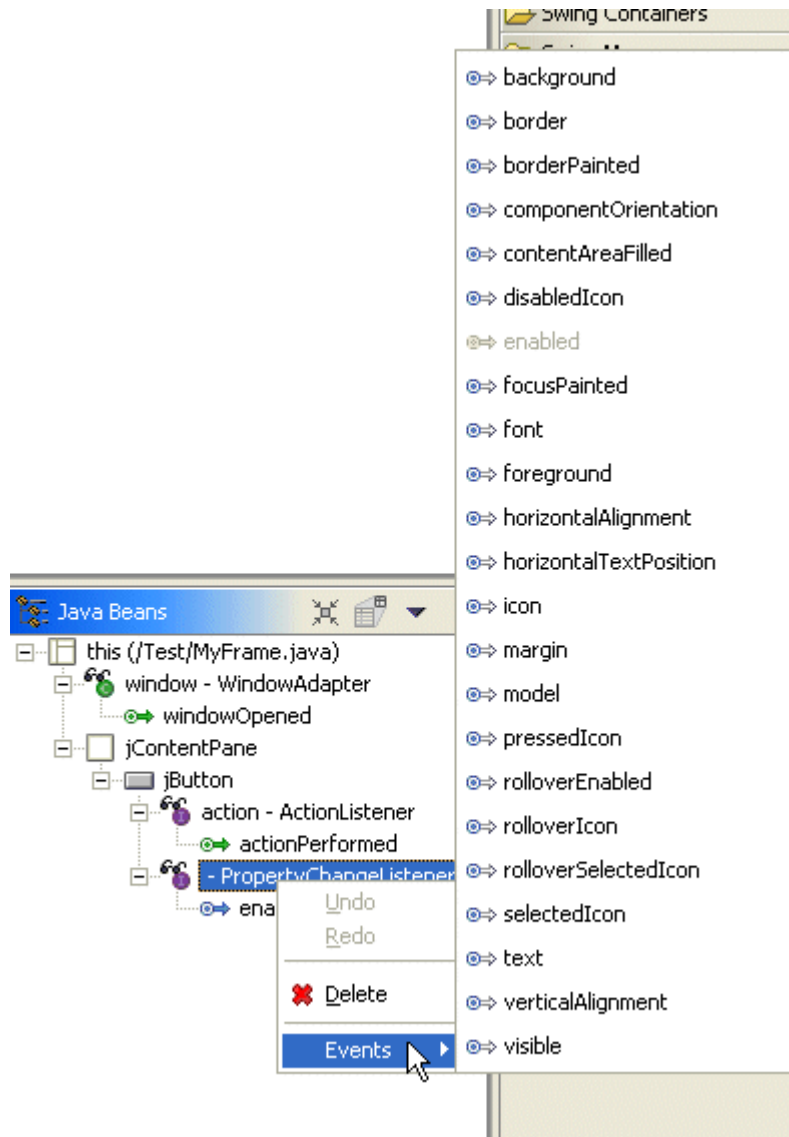 Swing Containers
background
border
borderPainted
componentOrientation
contentAreaFilled
disabledIcon
enabled
focusPainted
font
foreground
horizontalAlignment
horizontalTextPosition
icon
margin
model
pressedIcon
rolloverEnabled
rolloverIcon
rolloverSelectedIcon
selectedIcon
text
verticalAlignment
visible
Java Beans
this (/Test/MyFrame.java)
window - WindowAdapter
windowOpened
jContentPane
jButton
action - ActionListener
actionPerformed
- PropertyChangeListener
ena
Undo
Redo
Delete
Events